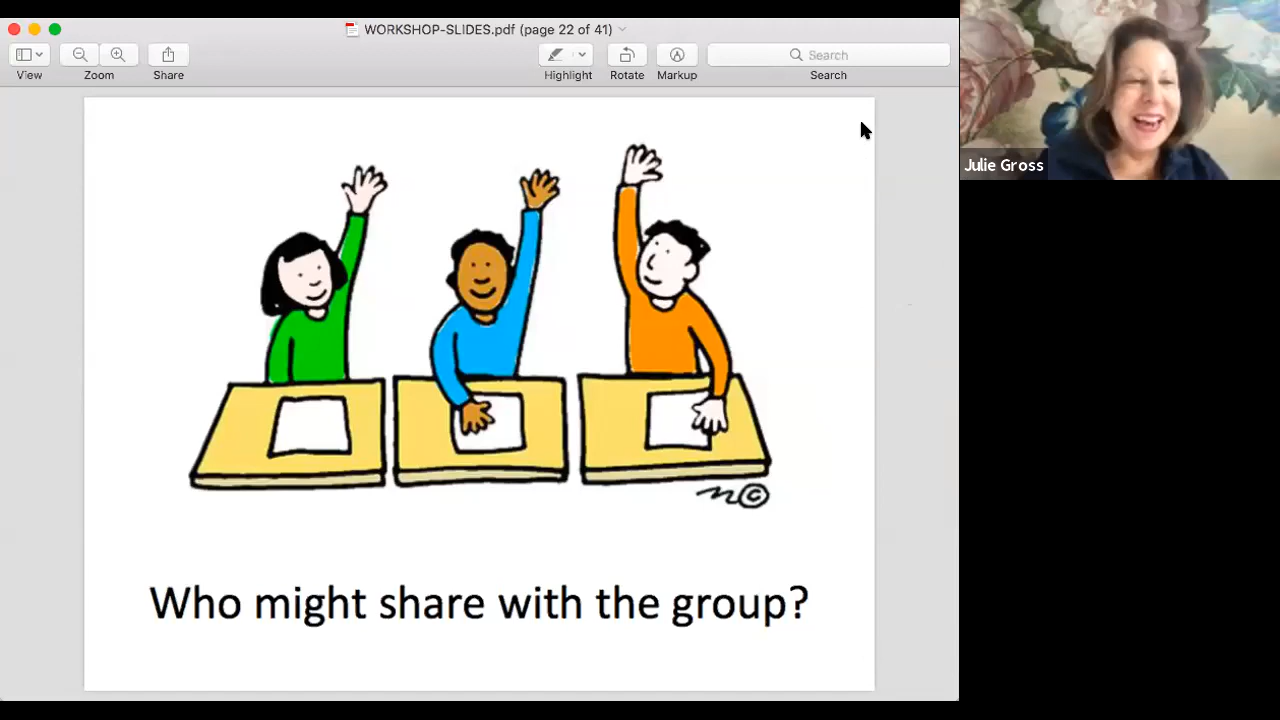 WORKSHOP-SLIDES.pdf (page 22 of 41)
View
Zoom
Share
Highlight
Rotate
Markup
Search
Search
Julie Gross
©
Who might share with the group?